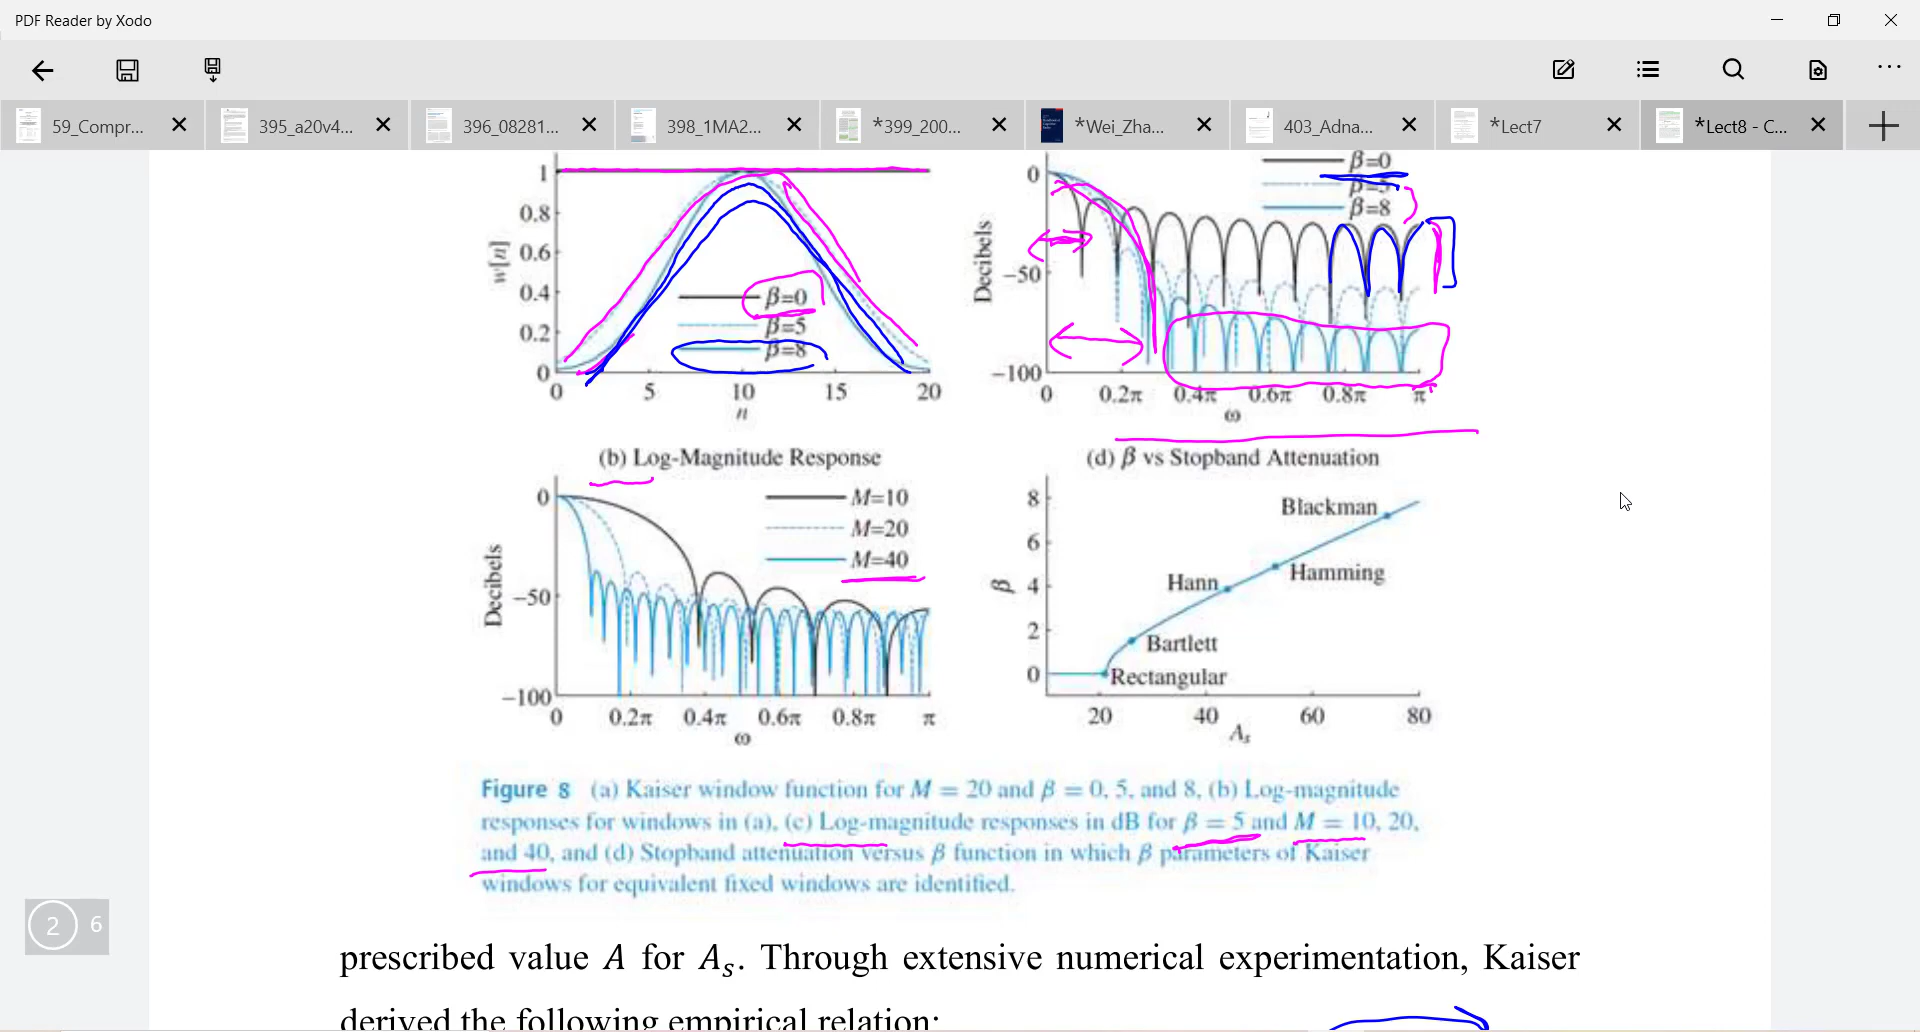 PDF Reader by Xodo
59_Compr...
395_a20v4...
396_08281...
398_1MA2...
*399_200...
*Wei_Zha...
403_Adna...
*Lect7
*Lect8 - C...
1
0.8
0.6
0.4
0.2
0
w[n]
β=0
β=5
β=8
0 5 10 15 20
n
0
−50
−100
Decibels
β=0
β=5
β=8
0 0.2π 0.4π 0.6π 0.8π π
ω
(b) Log-Magnitude Response
0
−50
−100
Decibels
M=10
M=20
M=40
0 0.2π 0.4π 0.6π 0.8π π
ω
(d) β vs Stopband Attenuation
8
6
4
2
0
β
Blackman
Hamming
Hann
Bartlett
Rectangular
20 40 60 80
As
Figure 8 (a) Kaiser window function for M = 20 and β = 0, 5, and 8, (b) Log-magnitude
responses for windows in (a), (c) Log-magnitude responses in dB for β = 5 and M = 10, 20,
and 40, and (d) Stopband attenuation versus β function in which β parameters of Kaiser
windows for equivalent fixed windows are identified.
2 6
prescribed value A for As. Through extensive numerical experimentation, Kaiser
derived the following empirical relation: